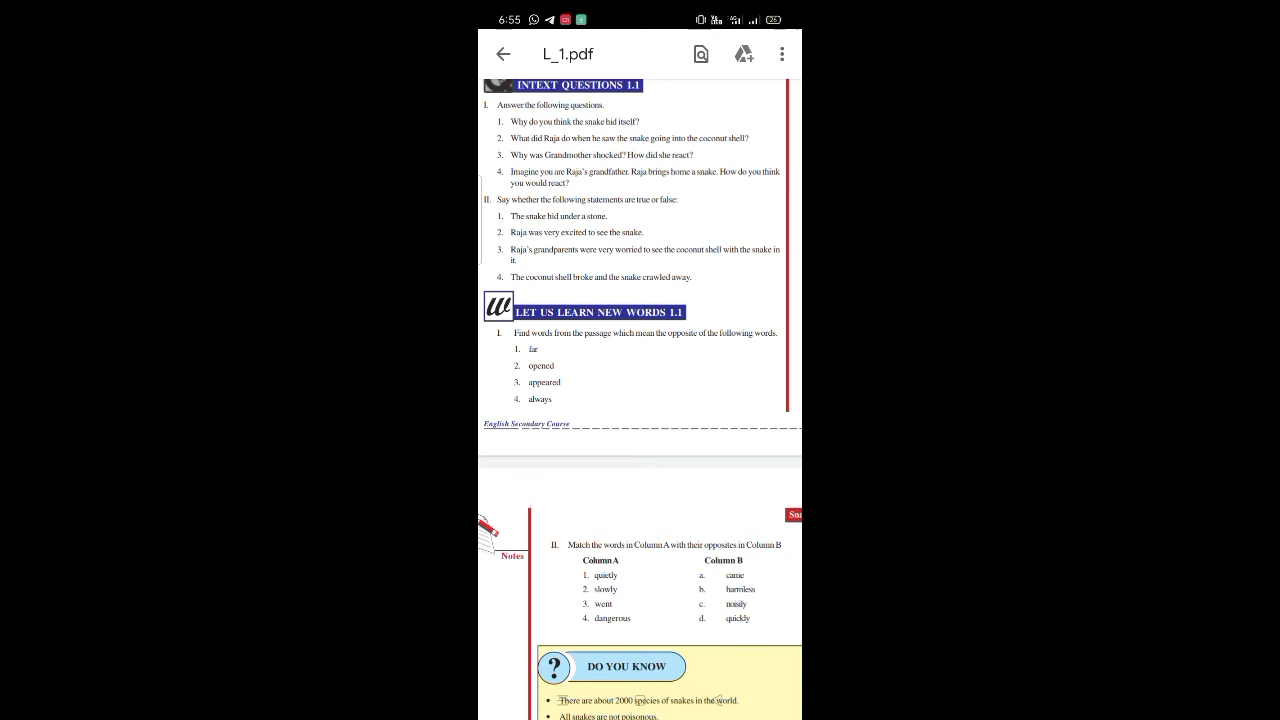 6:55
26
L_1.pdf
INTEXT QUESTIONS 1.1
I. Answer the following questions.
1. Why do you think the snake hid itself?
2. What did Raja do when he saw the snake going into the coconut shell?
3. Why was Grandmother shocked? How did she react?
4. Imagine you are Raja's grandfather. Raja brings home a snake. How do you think
you would react?
II. Say whether the following statements are true or false:
1. The snake hid under a stone.
2. Raja was very excited to see the snake.
3. Raja's grandparents were very worried to see the coconut shell with the snake in
it.
4. The coconut shell broke and the snake crawled away.
W
LET US LEARN NEW WORDS 1.1
I. Find words from the passage which mean the opposite of the following words.
1. far
2. opened
3. appeared
4. always
English Secondary Course
Sna
Notes
II. Match the words in Column A with their opposites in Column B
Column A Column B
1. quietly a. came
2. slowly b. harmless
3. went c. noisily
4. dangerous d. quickly
? DO YOU KNOW
• There are about 2000 species of snakes in the world.
• All snakes are not poisonous.